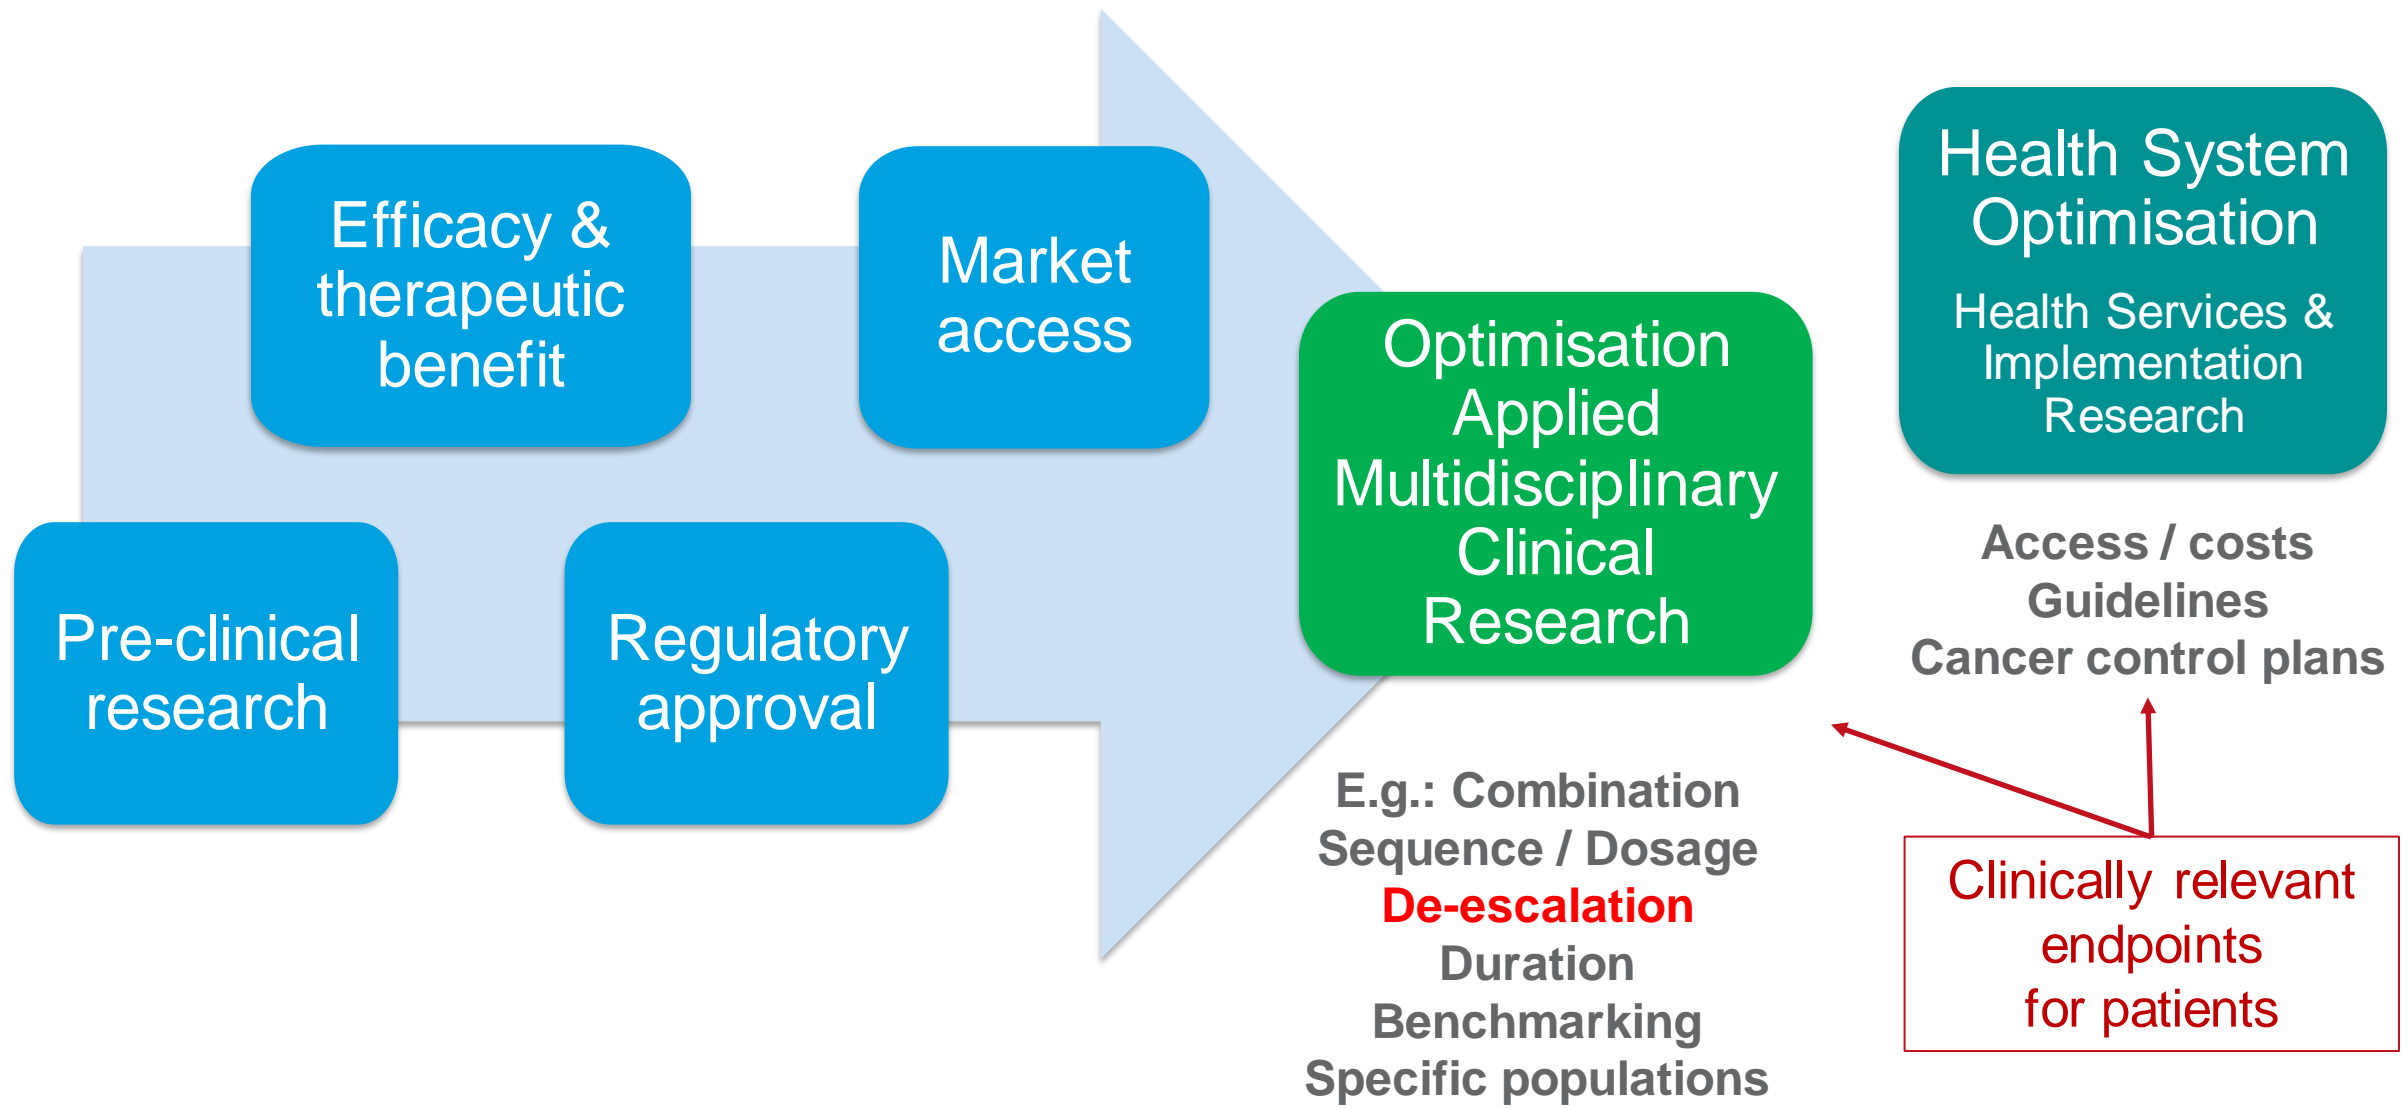 Efficacy &
therapeutic
benefit
Market
access
Pre-clinical
research
Regulatory
approval
Optimisation
Applied
Multidisciplinary
Clinical
Research
E.g.: Combination
Sequence / Dosage
De-escalation
Duration
Benchmarking
Specific populations
Health System
Optimisation
Health Services &
Implementation
Research
Access / costs
Guidelines
Cancer control plans
Clinically relevant
endpoints
for patients